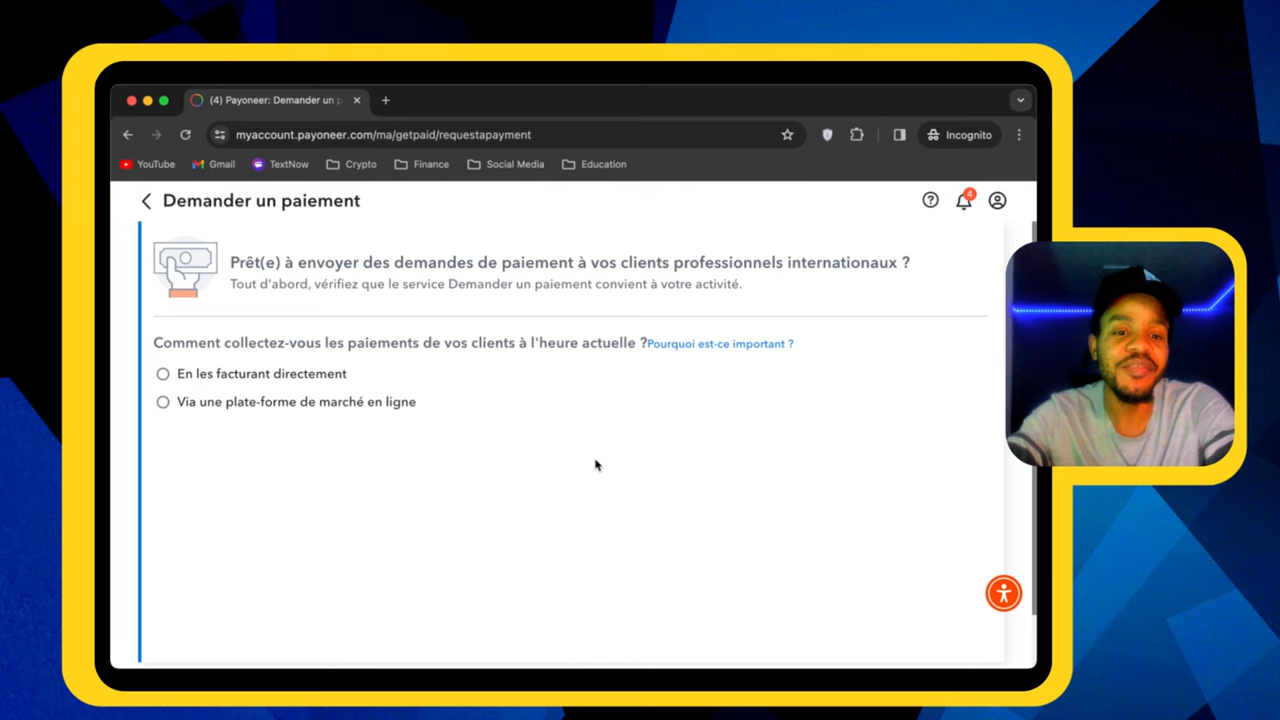 (4) Payoneer: Demander un p
myaccount.payoneer.com/ma/getpaid/requestapayment
Incognito
YouTube
Gmail
TextNow
Crypto
Finance
Social Media
Education
Demander un paiement
4
Prêt(e) à envoyer des demandes de paiement à vos clients professionnels internationaux ?
Tout d'abord, vérifiez que le service Demander un paiement convient à votre activité.
Comment collectez-vous les paiements de vos clients à l'heure actuelle ?Pourquoi est-ce important ?
En les facturant directement
Via une plate-forme de marché en ligne